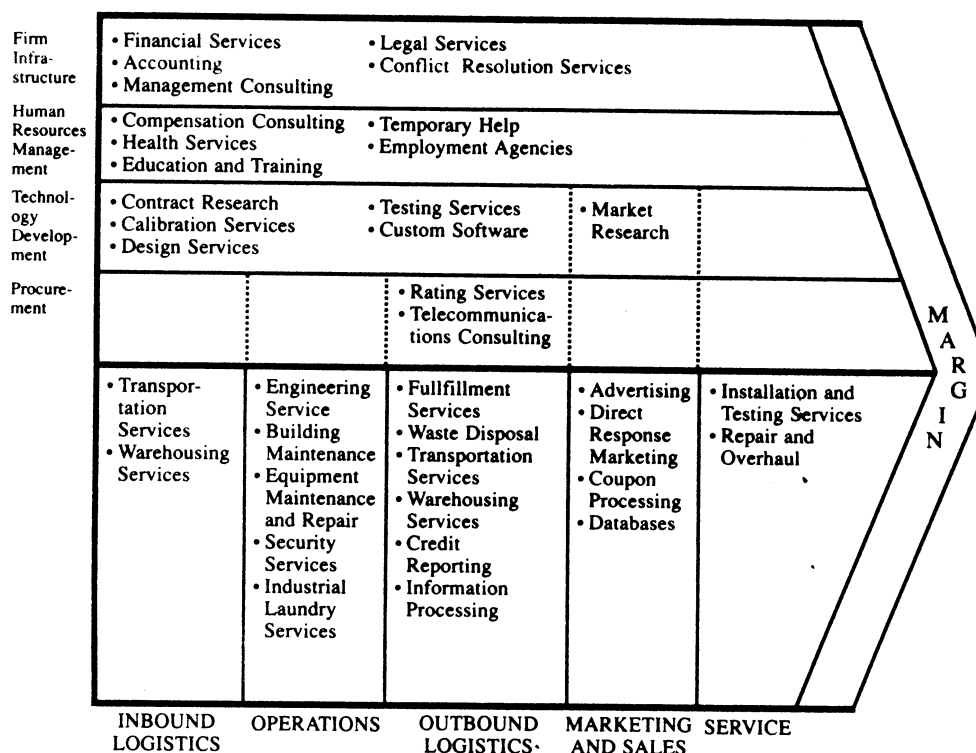 Firm
Infra-
structure
• Financial Services
• Accounting
• Management Consulting
• Legal Services
• Conflict Resolution Services
Human
Resources
Manage-
ment
• Compensation Consulting
• Health Services
• Education and Training
• Temporary Help
• Employment Agencies
Technol-
ogy
Develop-
ment
• Contract Research
• Calibration Services
• Design Services
• Testing Services
• Custom Software
• Market
Research
Procure-
ment
• Rating Services
• Telecommunica-
tions Consulting
• Transpor-
tation
Services
• Warehousing
Services
• Engineering
Service
• Building
Maintenance
• Equipment
Maintenance
and Repair
• Security
Services
• Industrial
Laundry
Services
• Fullfillment
Services
• Waste Disposal
• Transportation
Services
• Warehousing
Services
• Credit
Reporting
• Information
Processing
• Advertising
• Direct
Response
Marketing
• Coupon
Processing
• Databases
• Installation and
Testing Services
• Repair and
Overhaul
MARGIN
INBOUND
LOGISTICS
OPERATIONS
OUTBOUND
LOGISTICS
MARKETING
AND SALES
SERVICE